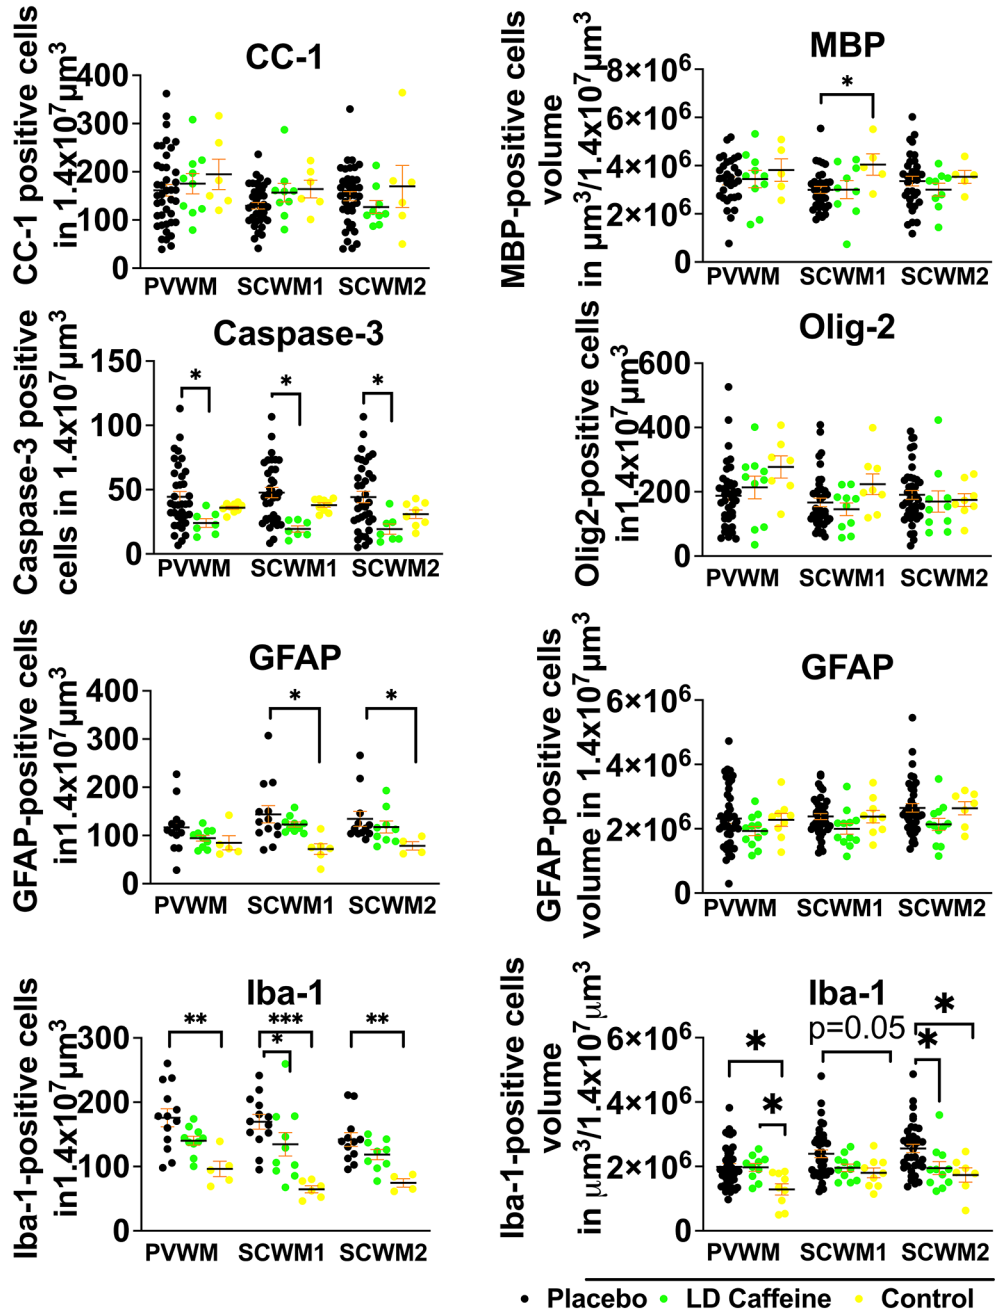 CC-1
CC-1 positive cells
in1.4x10⁷µm³
400
300
200
100
0
PVWM SCWM1 SCWM2
*
MBP
MBP-positive cells
volume
in µm³/1.4x10⁷µm³
8×10⁶
6×10⁶
4×10⁶
2×10⁶
0
PVWM SCWM1 SCWM2
Caspase-3
Caspase-3 positive
cells in 1.4x10⁷µm³
150
100
50
0
* * *
PVWM SCWM1 SCWM2
Olig-2
Olig2-positive cells
in1.4x10⁷µm³
600
400
200
0
PVWM SCWM1 SCWM2
GFAP
GFAP-positive cells
in1.4x10⁷µm³
400
300
200
100
0
* *
PVWM SCWM1 SCWM2
GFAP
GFAP-positive cells
volume in 1.4x10⁷µm³
6×10⁶
4×10⁶
2×10⁶
0
PVWM SCWM1 SCWM2
Iba-1
Iba-1-positive cells
in1.4x10⁷µm³
300
200
100
0
** *** **
*
PVWM SCWM1 SCWM2
Iba-1
Iba-1-positive cells
volume
in µm³/1.4x10⁷µm³
6×10⁶
4×10⁶
2×10⁶
0
*
p=0.05
* *
*
PVWM SCWM1 SCWM2
Placebo LD Caffeine Control